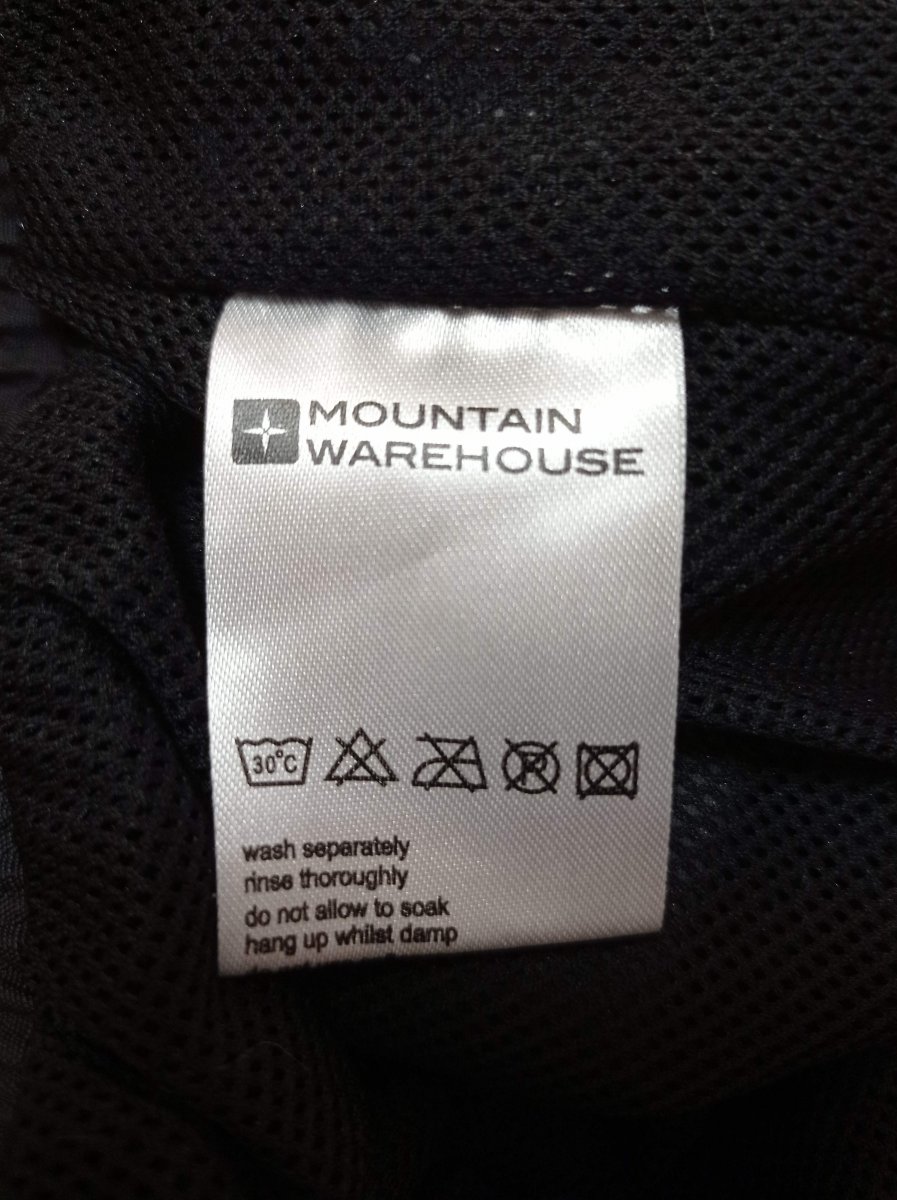 MOUNTAIN
WAREHOUSE
30°C
wash separately
rinse thoroughly
do not allow to soak
hang up whilst damp